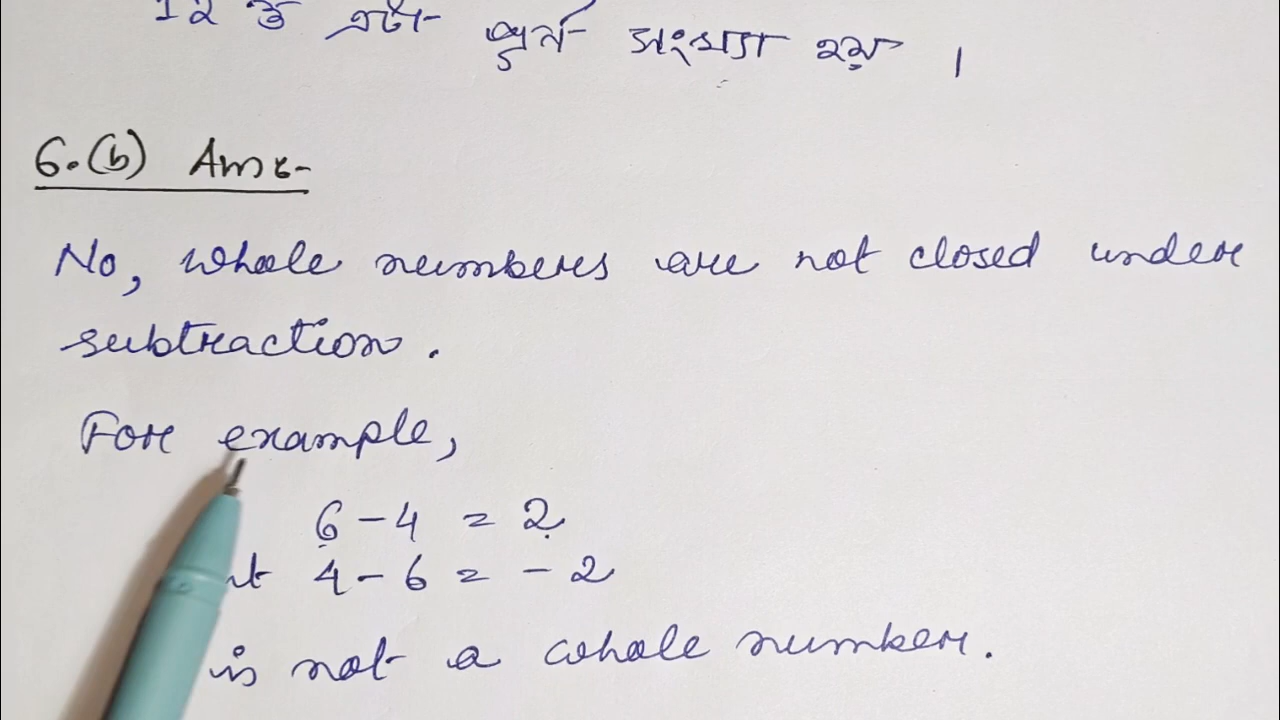 12 ও এটা পূৰ্ন সংখ্যা হয় ।
6.(b) Ans:-
No, whole numbers are not closed under
subtraction.
For example,
6 - 4 = 2
4 - 6 = - 2
is not a whole number.